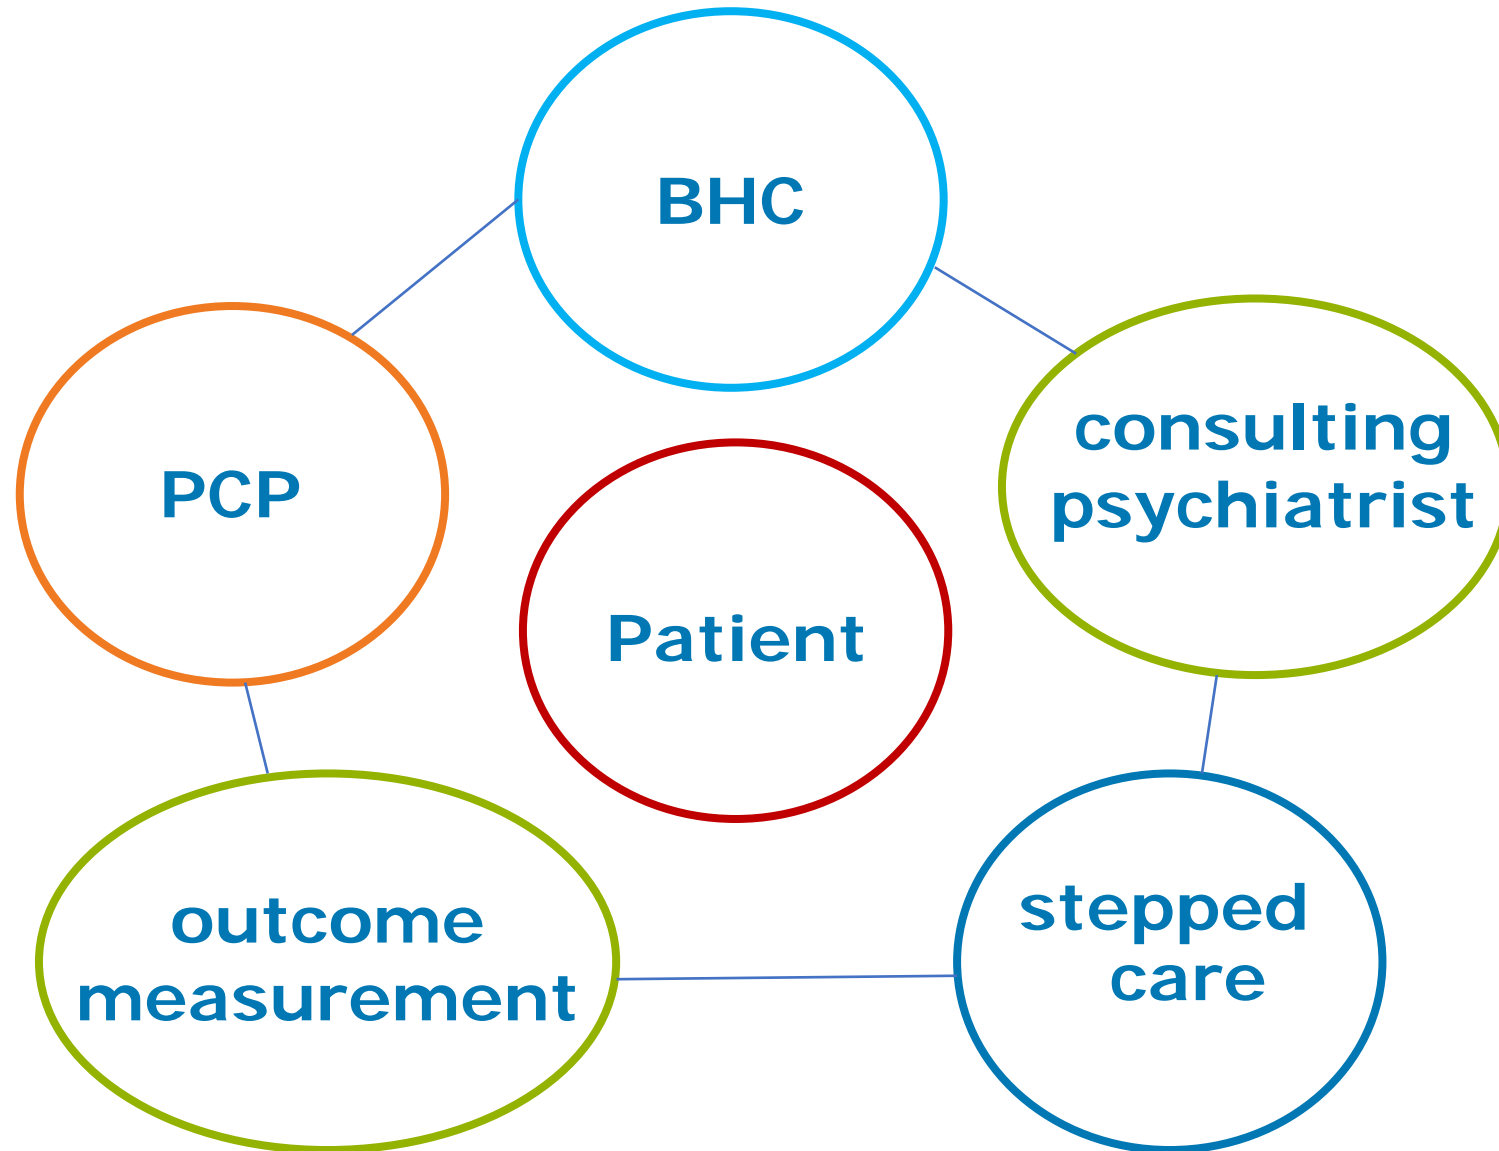 BHC
consulting
psychiatrist
PCP
Patient
stepped
care
outcome
measurement